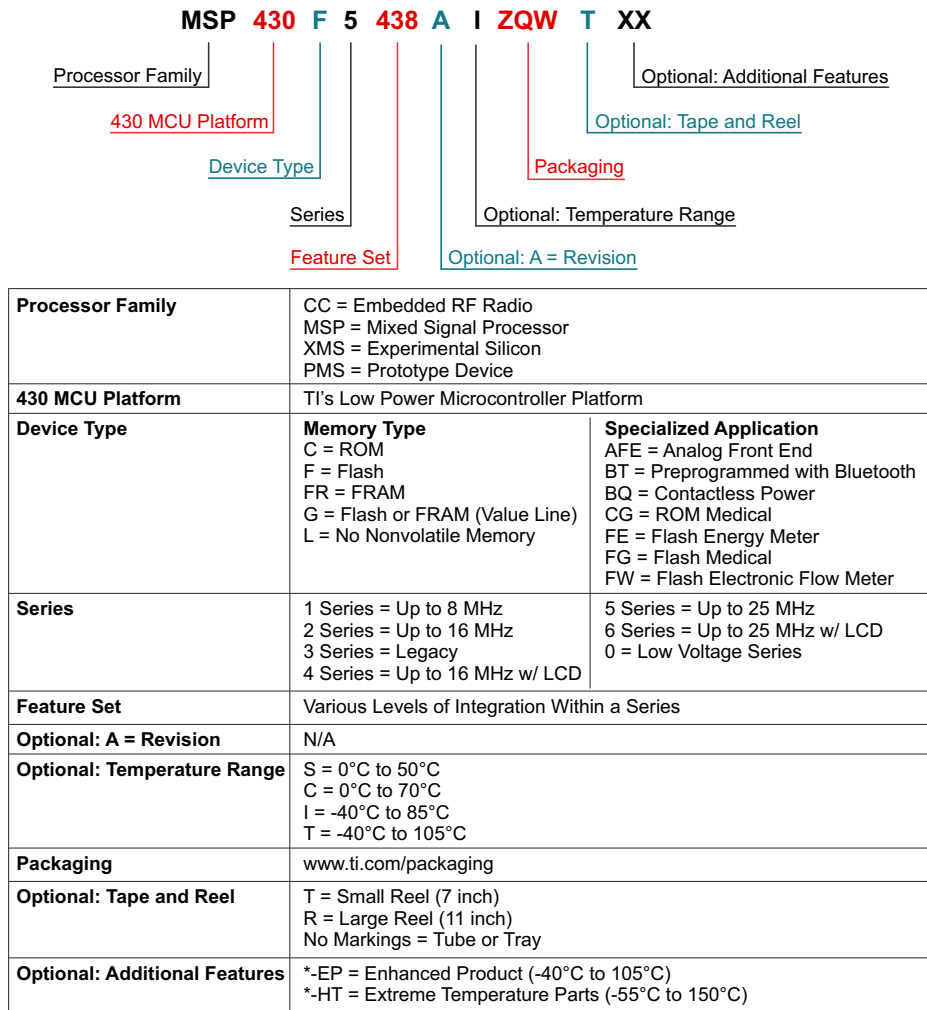 MSP 430 F 5 438 A I ZQW T XX
Processor Family
Optional: Additional Features
430 MCU Platform
Optional: Tape and Reel
Device Type
Packaging
Series
Optional: Temperature Range
Feature Set
Optional: A = Revision
Processor Family
CC = Embedded RF Radio
MSP = Mixed Signal Processor
XMS = Experimental Silicon
PMS = Prototype Device
430 MCU Platform
TI's Low Power Microcontroller Platform
Device Type
Memory Type
C = ROM
F = Flash
FR = FRAM
G = Flash or FRAM (Value Line)
L = No Nonvolatile Memory
Specialized Application
AFE = Analog Front End
BT = Preprogrammed with Bluetooth
BQ = Contactless Power
CG = ROM Medical
FE = Flash Energy Meter
FG = Flash Medical
FW = Flash Electronic Flow Meter
Series
1 Series = Up to 8 MHz
2 Series = Up to 16 MHz
3 Series = Legacy
4 Series = Up to 16 MHz w/ LCD
5 Series = Up to 25 MHz
6 Series = Up to 25 MHz w/ LCD
0 = Low Voltage Series
Feature Set
Various Levels of Integration Within a Series
Optional: A = Revision
N/A
Optional: Temperature Range
S = 0°C to 50°C
C = 0°C to 70°C
I = -40°C to 85°C
T = -40°C to 105°C
Packaging
www.ti.com/packaging
Optional: Tape and Reel
T = Small Reel (7 inch)
R = Large Reel (11 inch)
No Markings = Tube or Tray
Optional: Additional Features
*-EP = Enhanced Product (-40°C to 105°C)
*-HT = Extreme Temperature Parts (-55°C to 150°C)